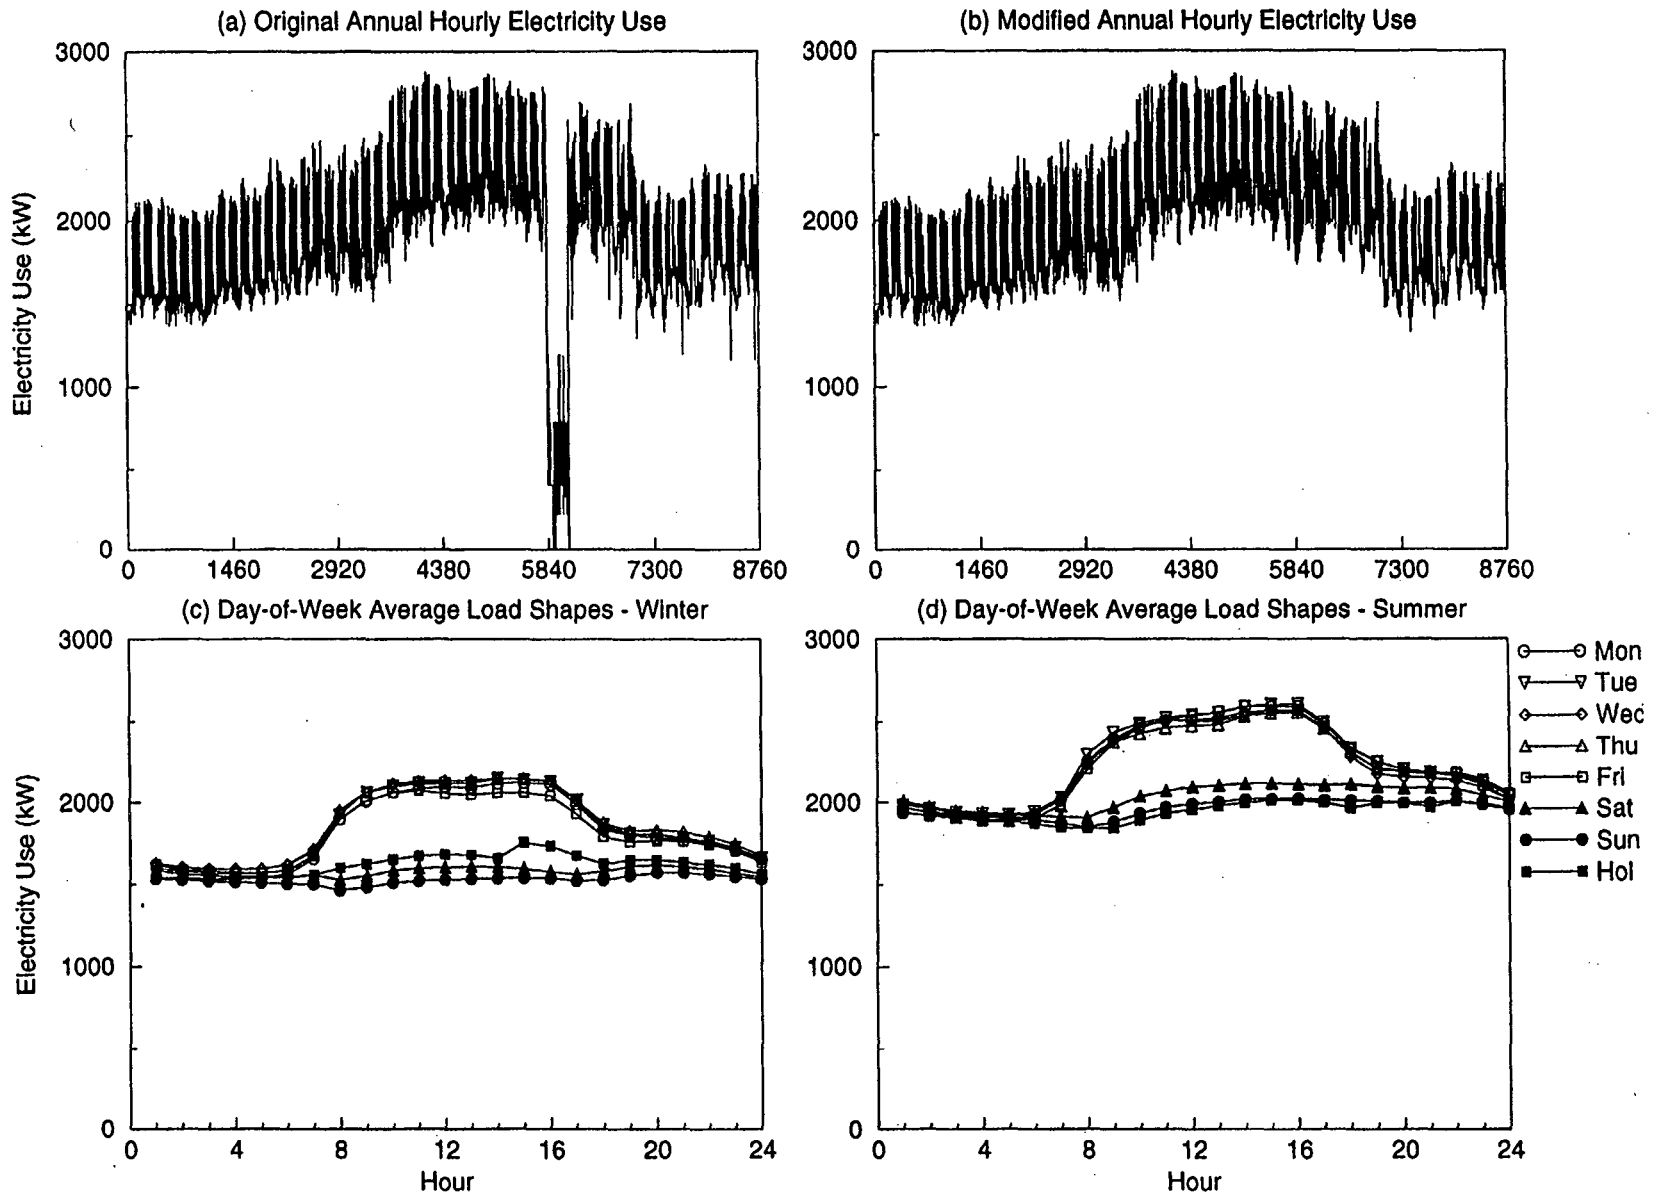 (a) Original Annual Hourly Electricity Use
3000
2000
1000
0
Electricity Use (kW)
0 1460 2920 4380 5840 7300 8760
(b) Modified Annual Hourly Electricity Use
3000
2000
1000
0
0 1460 2920 4380 5840 7300 8760
(c) Day-of-Week Average Load Shapes - Winter
3000
2000
1000
0
Electricity Use (kW)
0 4 8 12 16 20 24
Hour
(d) Day-of-Week Average Load Shapes - Summer
3000
2000
1000
0
0 4 8 12 16 20 24
Hour
Mon
Tue
Wed
Thu
Fri
Sat
Sun
Hol